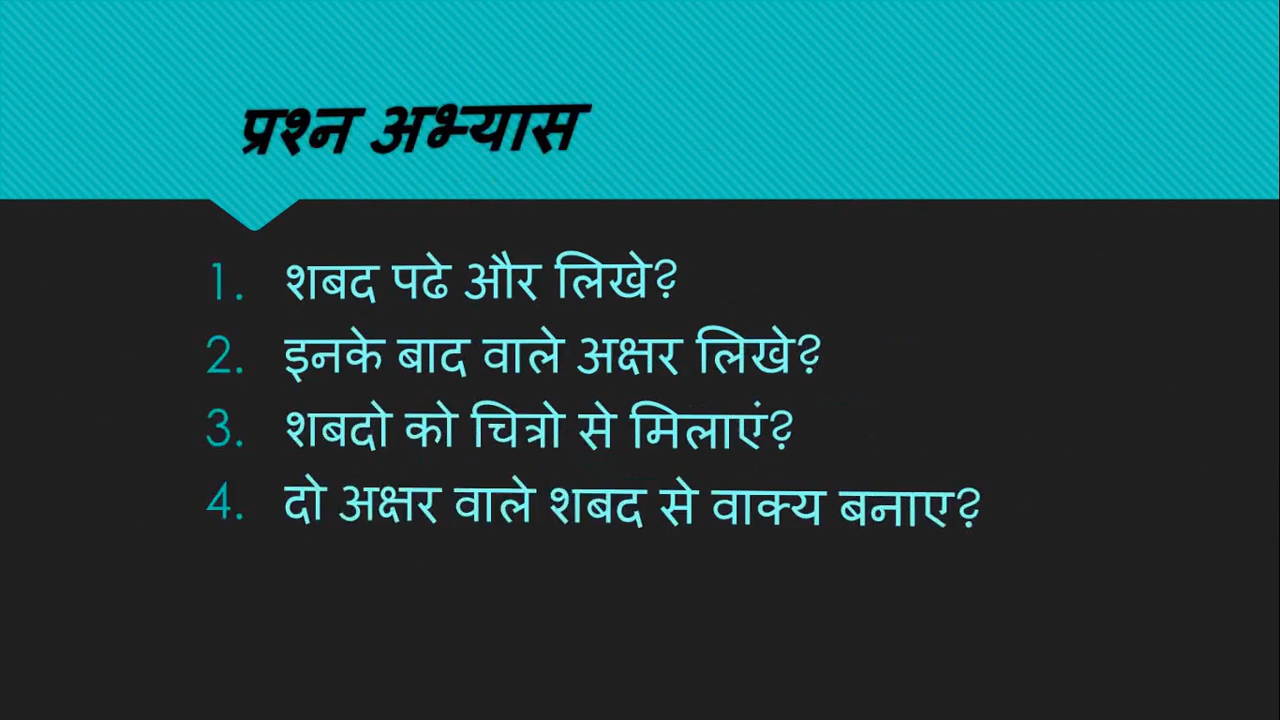 प्रश्न अभ्यास
1. शबद पढे और लिखे?
2. इनके बाद वाले अक्षर लिखे?
3. शबदो को चित्रो से मिलाएं?
4. दो अक्षर वाले शबद से वाक्य बनाए?